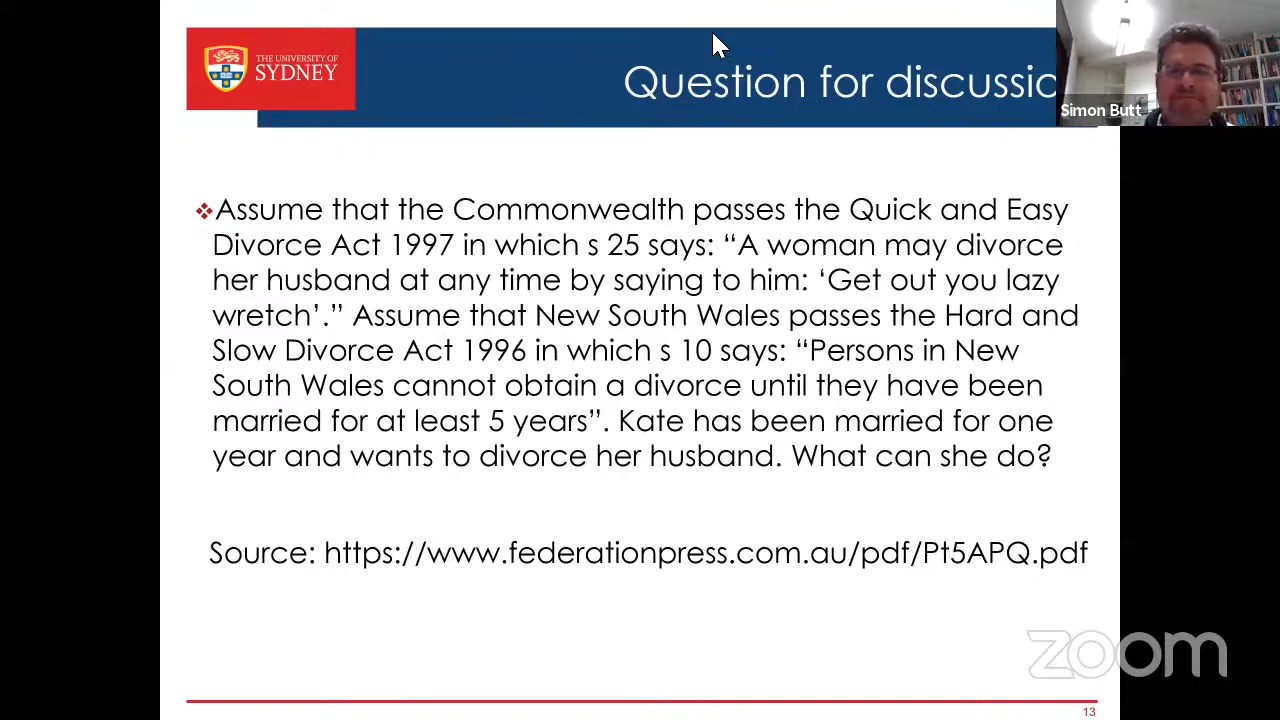 THE UNIVERSITY OF
SYDNEY
Question for discussio
Simon Butt
Assume that the Commonwealth passes the Quick and Easy
Divorce Act 1997 in which s 25 says: “A woman may divorce
her husband at any time by saying to him: ‘Get out you lazy
wretch’.” Assume that New South Wales passes the Hard and
Slow Divorce Act 1996 in which s 10 says: “Persons in New
South Wales cannot obtain a divorce until they have been
married for at least 5 years”. Kate has been married for one
year and wants to divorce her husband. What can she do?
Source: https://www.federationpress.com.au/pdf/Pt5APQ.pdf
zoom
13